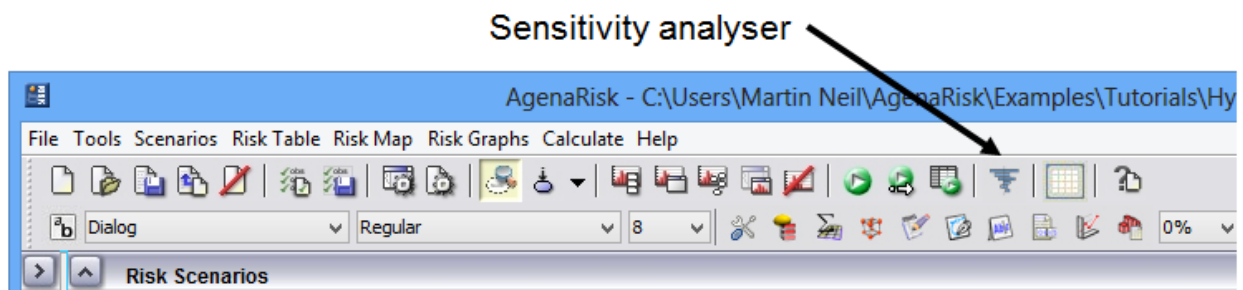 Sensitivity analyser
AgenaRisk - C:\Users\Martin Neil\AgenaRisk\Examples\Tutorials\Hy
File Tools Scenarios Risk Table Risk Map Risk Graphs Calculate Help
Dialog Regular 8 0%
Risk Scenarios